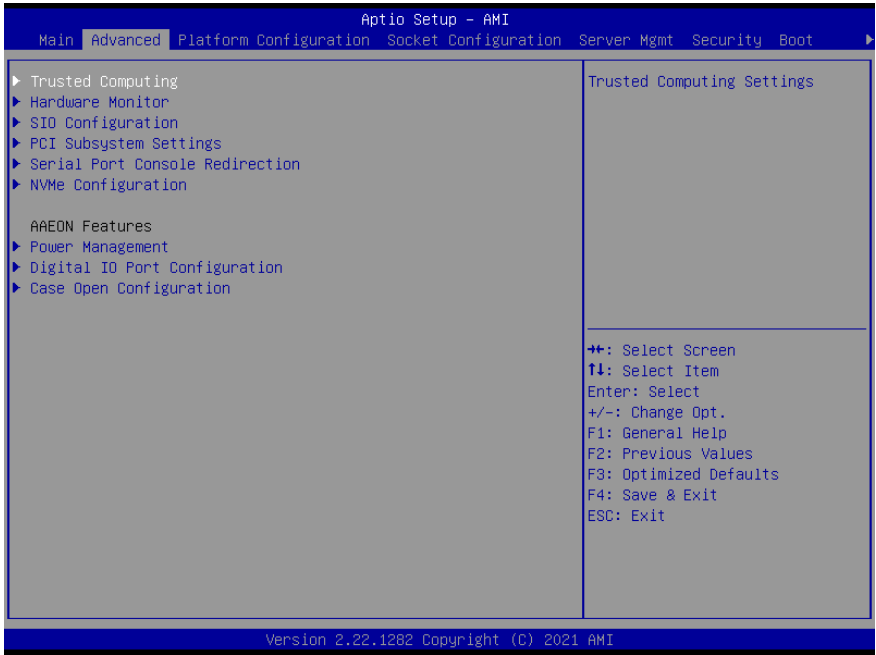 Aptio Setup - AMI
Main Advanced Platform Configuration Socket Configuration Server Mgmt Security Boot
Trusted Computing
Hardware Monitor
SIO Configuration
PCI Subsystem Settings
Serial Port Console Redirection
NVMe Configuration
AAEON Features
Power Management
Digital IO Port Configuration
Case Open Configuration
Trusted Computing Settings
→←: Select Screen
↑↓: Select Item
Enter: Select
+/-: Change Opt.
F1: General Help
F2: Previous Values
F3: Optimized Defaults
F4: Save & Exit
ESC: Exit
Version 2.22.1282 Copyright (C) 2021 AMI